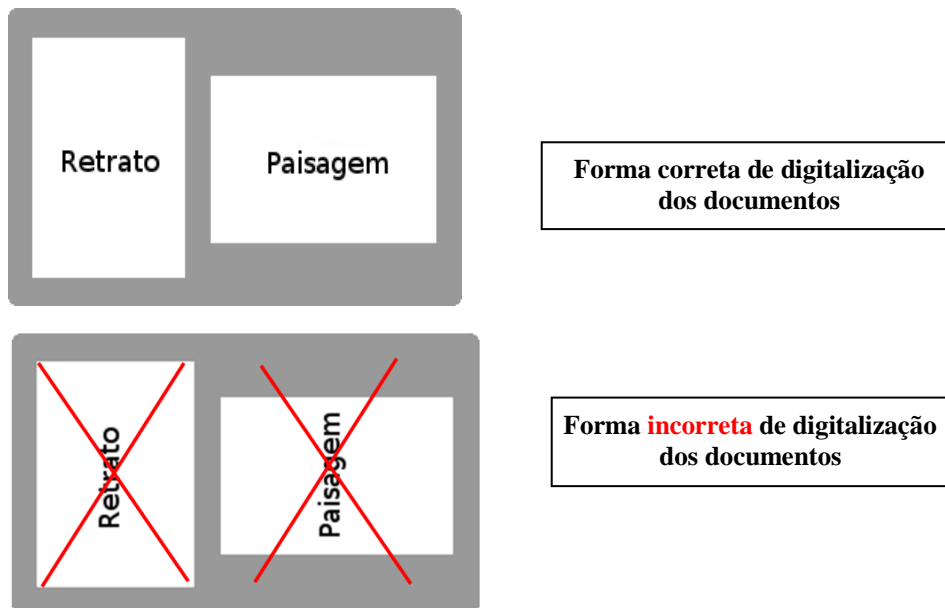 Retrato
Paisagem
Forma correta de digitalização
dos documentos
Retrato
Paisagem
Forma incorreta de digitalização
dos documentos